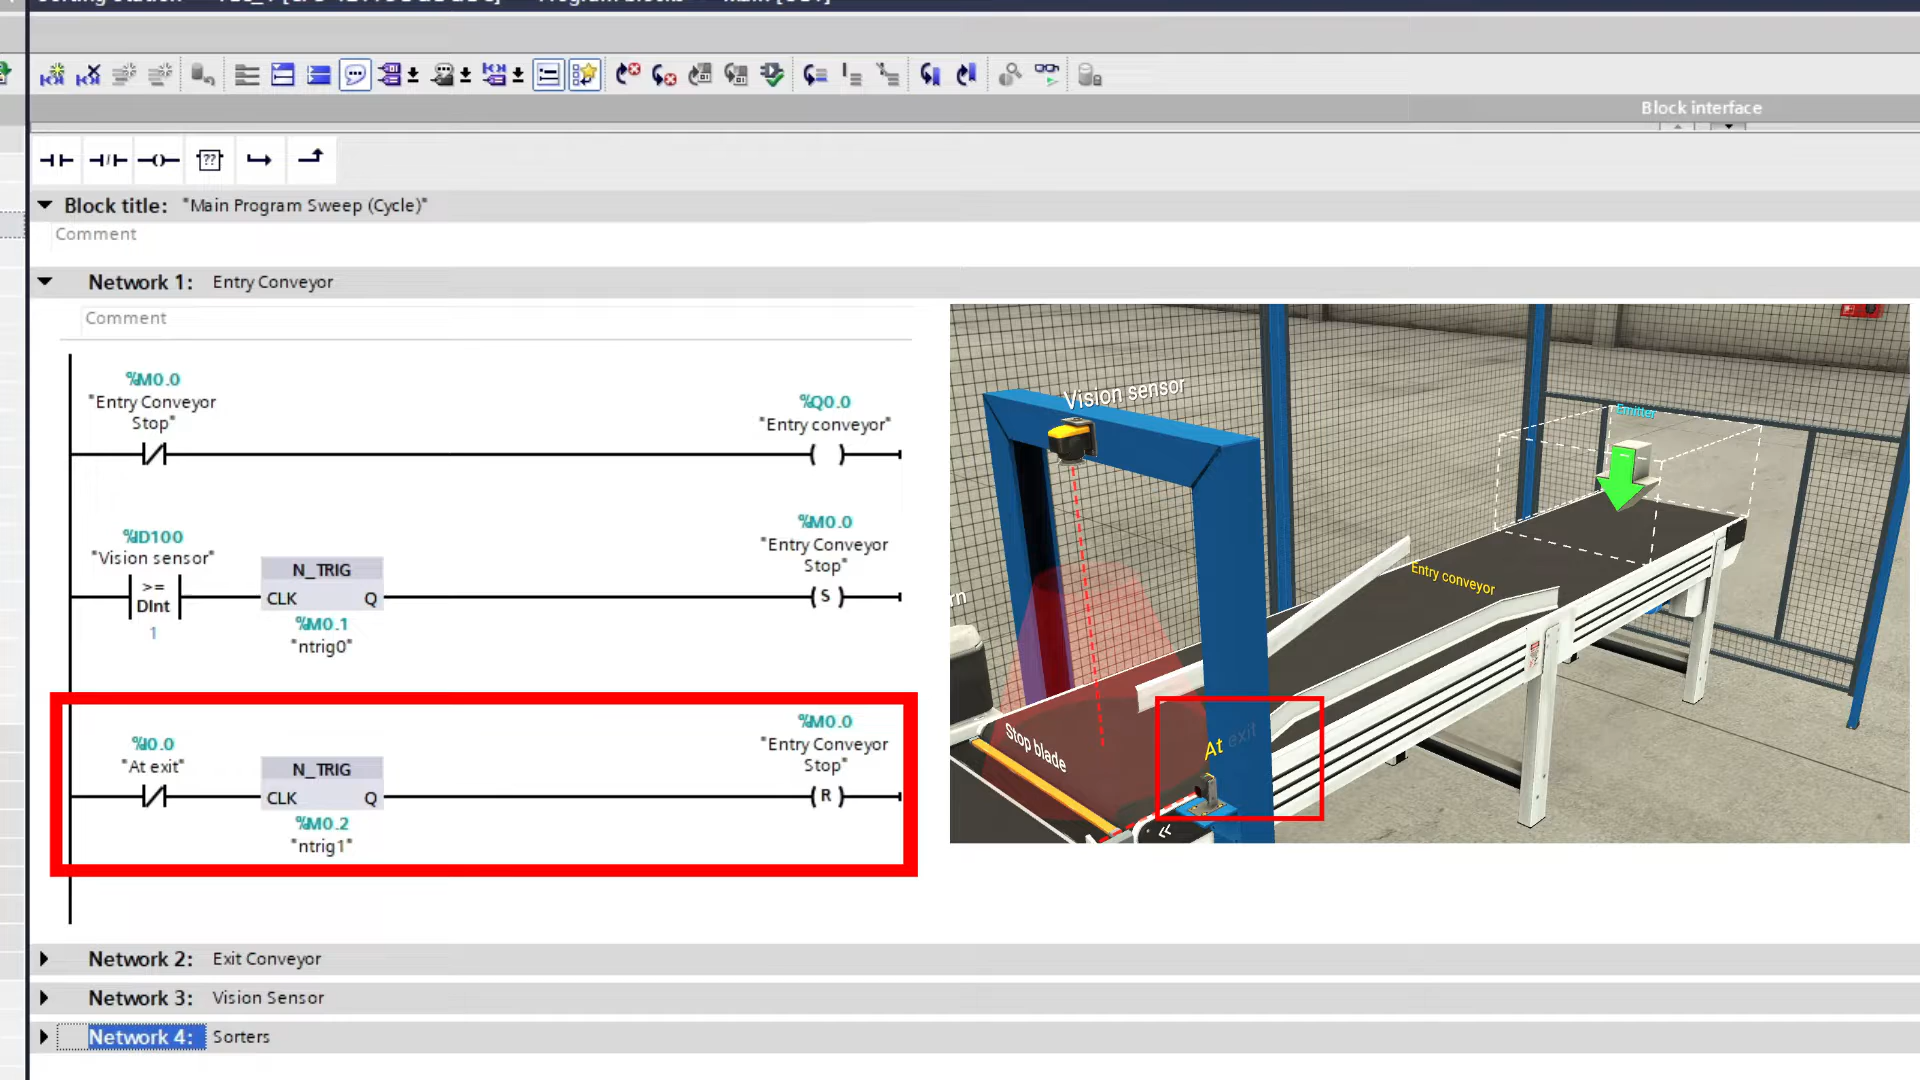 Block interface
??
Block title: "Main Program Sweep (Cycle)"
Comment
Network 1: Entry Conveyor
Comment
%M0.0
"Entry Conveyor
Stop"
%Q0.0
"Entry conveyor"
%ID100
"Vision sensor"
>=
DInt
1
N_TRIG
CLK Q
%M0.1
"ntrig0"
%M0.0
"Entry Conveyor
Stop"
S
%I0.0
"At exit"
N_TRIG
CLK Q
%M0.2
"ntrig1"
%M0.0
"Entry Conveyor
Stop"
R
Vision sensor
Emitter
Entry conveyor
Stop blade
At exit
Network 2: Exit Conveyor
Network 3: Vision Sensor
Network 4: Sorters